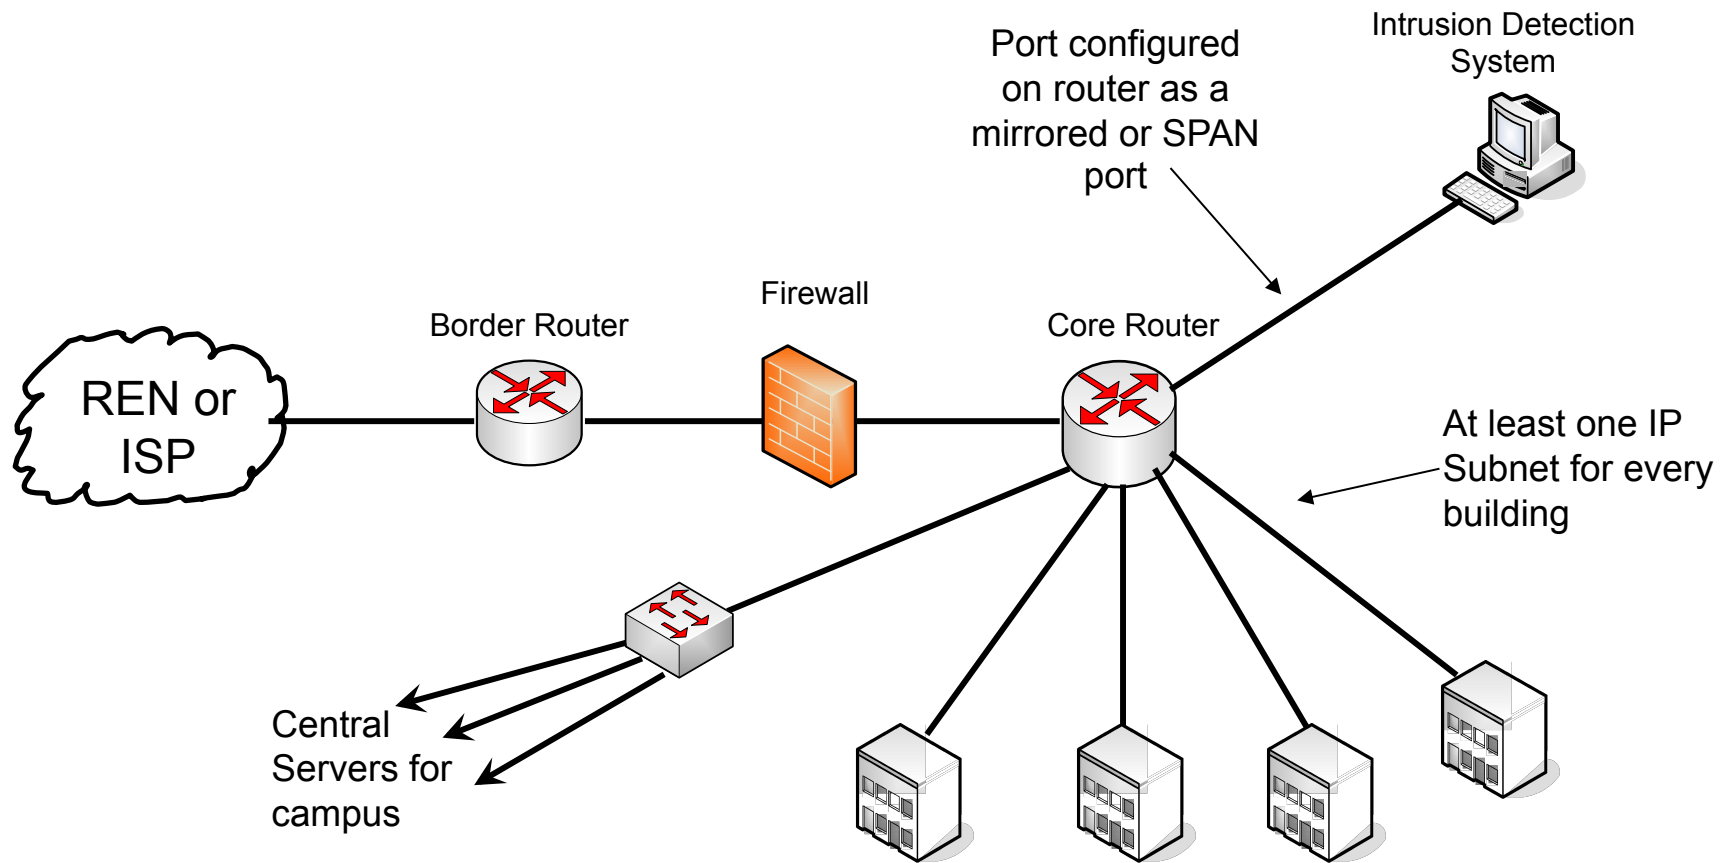 Intrusion Detection
System
Port configured
on router as a
mirrored or SPAN
port
Firewall
Border Router
Core Router
REN or
ISP
At least one IP
Subnet for every
building
Central
Servers for
campus